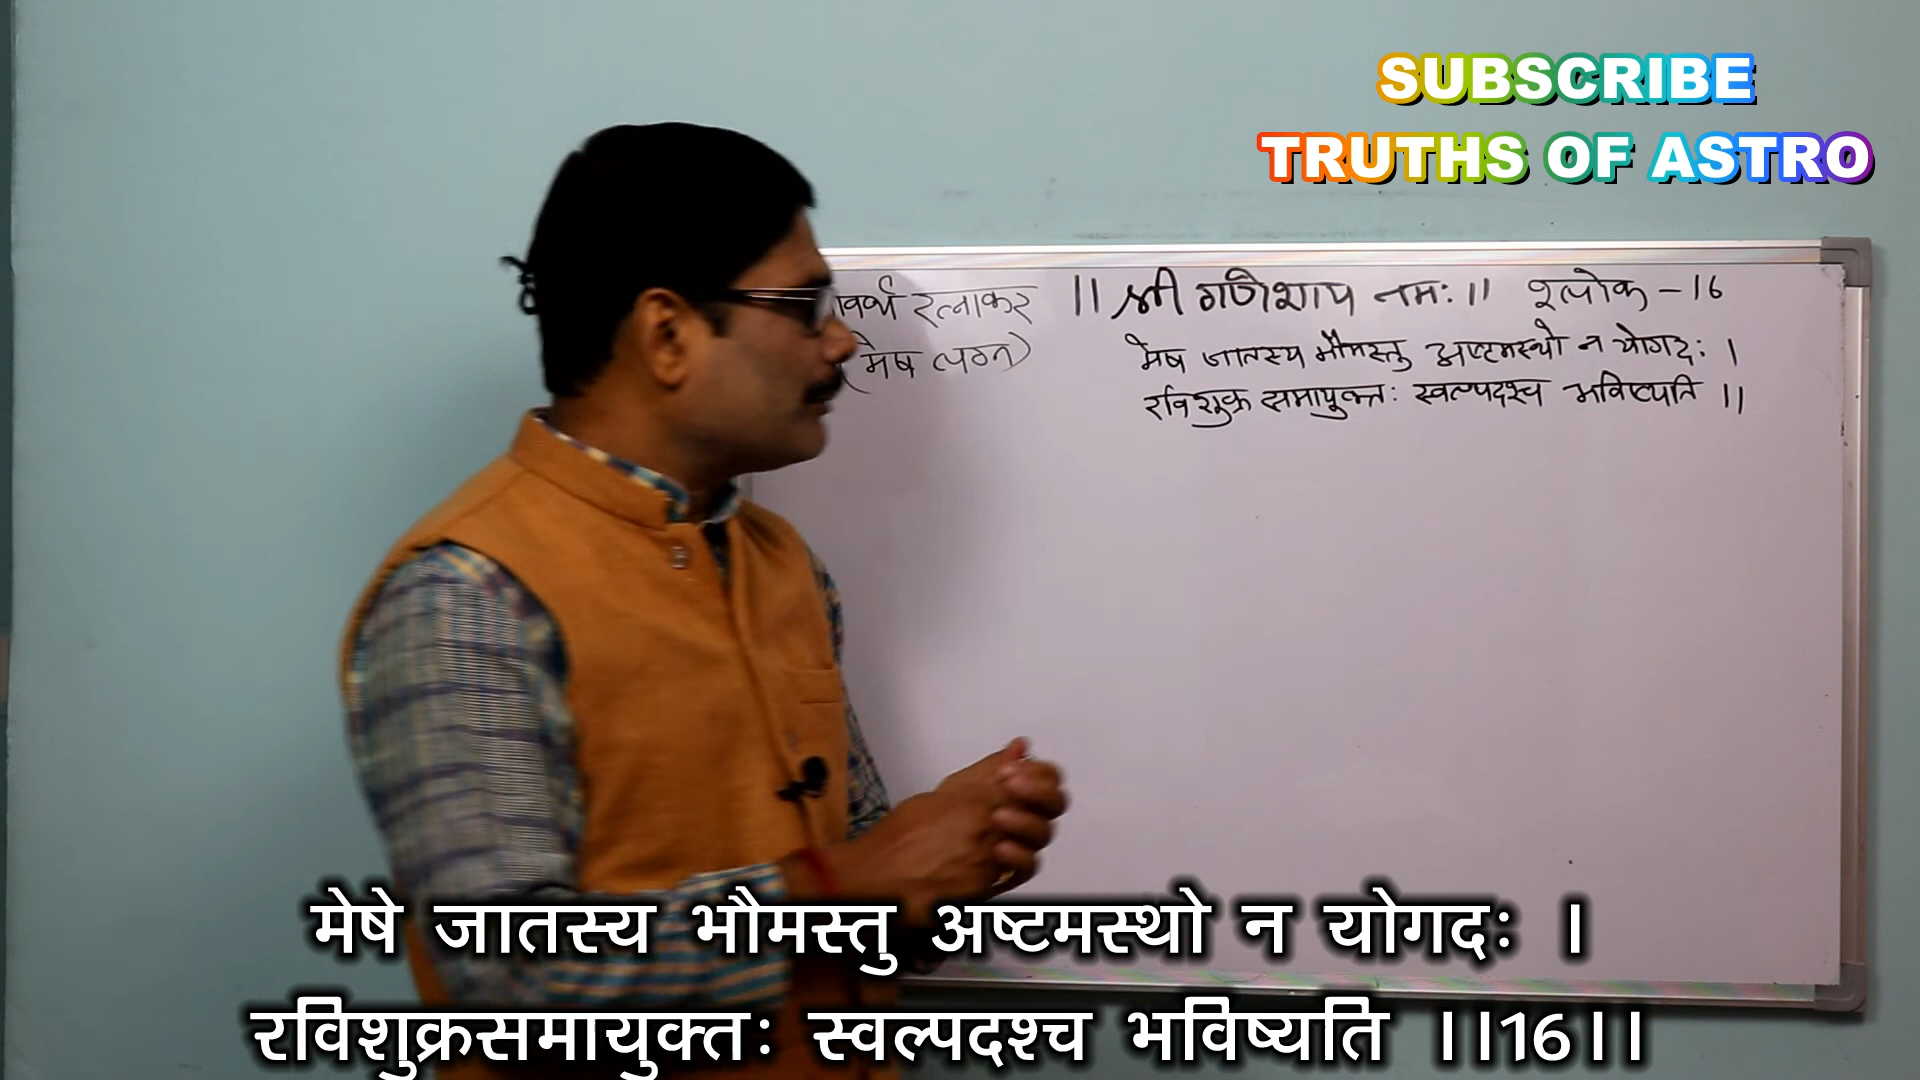 SUBSCRIBE
TRUTHS OF ASTRO
रत्नाकर
(मेष लग्न)
।। श्री गणेशाय नमः ।। श्लोक - 16
मेष जातस्य भौमस्तु अष्टमस्थो न योगदः ।
रविशुक्र समायुक्तः स्वल्पदश्च भविष्यति ।।
मेषे जातस्य भौमस्तु अष्टमस्थो न योगदः ।
रविशुक्रसमायुक्तः स्वल्पदश्च भविष्यति ।।16।।